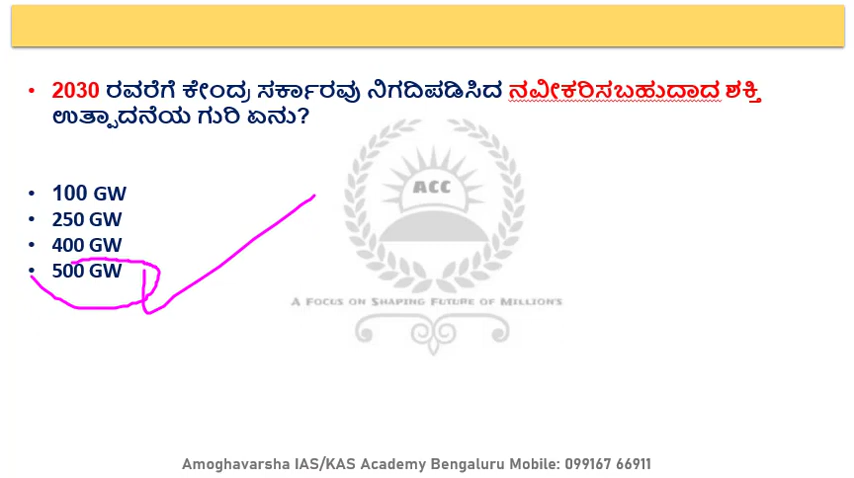 • 2030 ರವರೆಗೆ ಕೇಂದ್ರ ಸರ್ಕಾರವು ನಿಗದಿಪಡಿಸಿದ ನವೀಕರಿಸಬಹುದಾದ ಶಕ್ತಿ
ಉತ್ಪಾದನೆಯ ಗುರಿ ಏನು?
• 100 GW
• 250 GW
• 400 GW
• 500 GW
ACC
A FOCUS ON SHAPING FUTURE OF MILLIONS
Amoghavarsha IAS/KAS Academy Bengaluru Mobile: 099167 66911